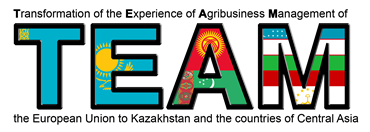 Transformation of the Experience of Agribusiness Management of
TEAM
the European Union to Kazakhstan and the countries of Central Asia